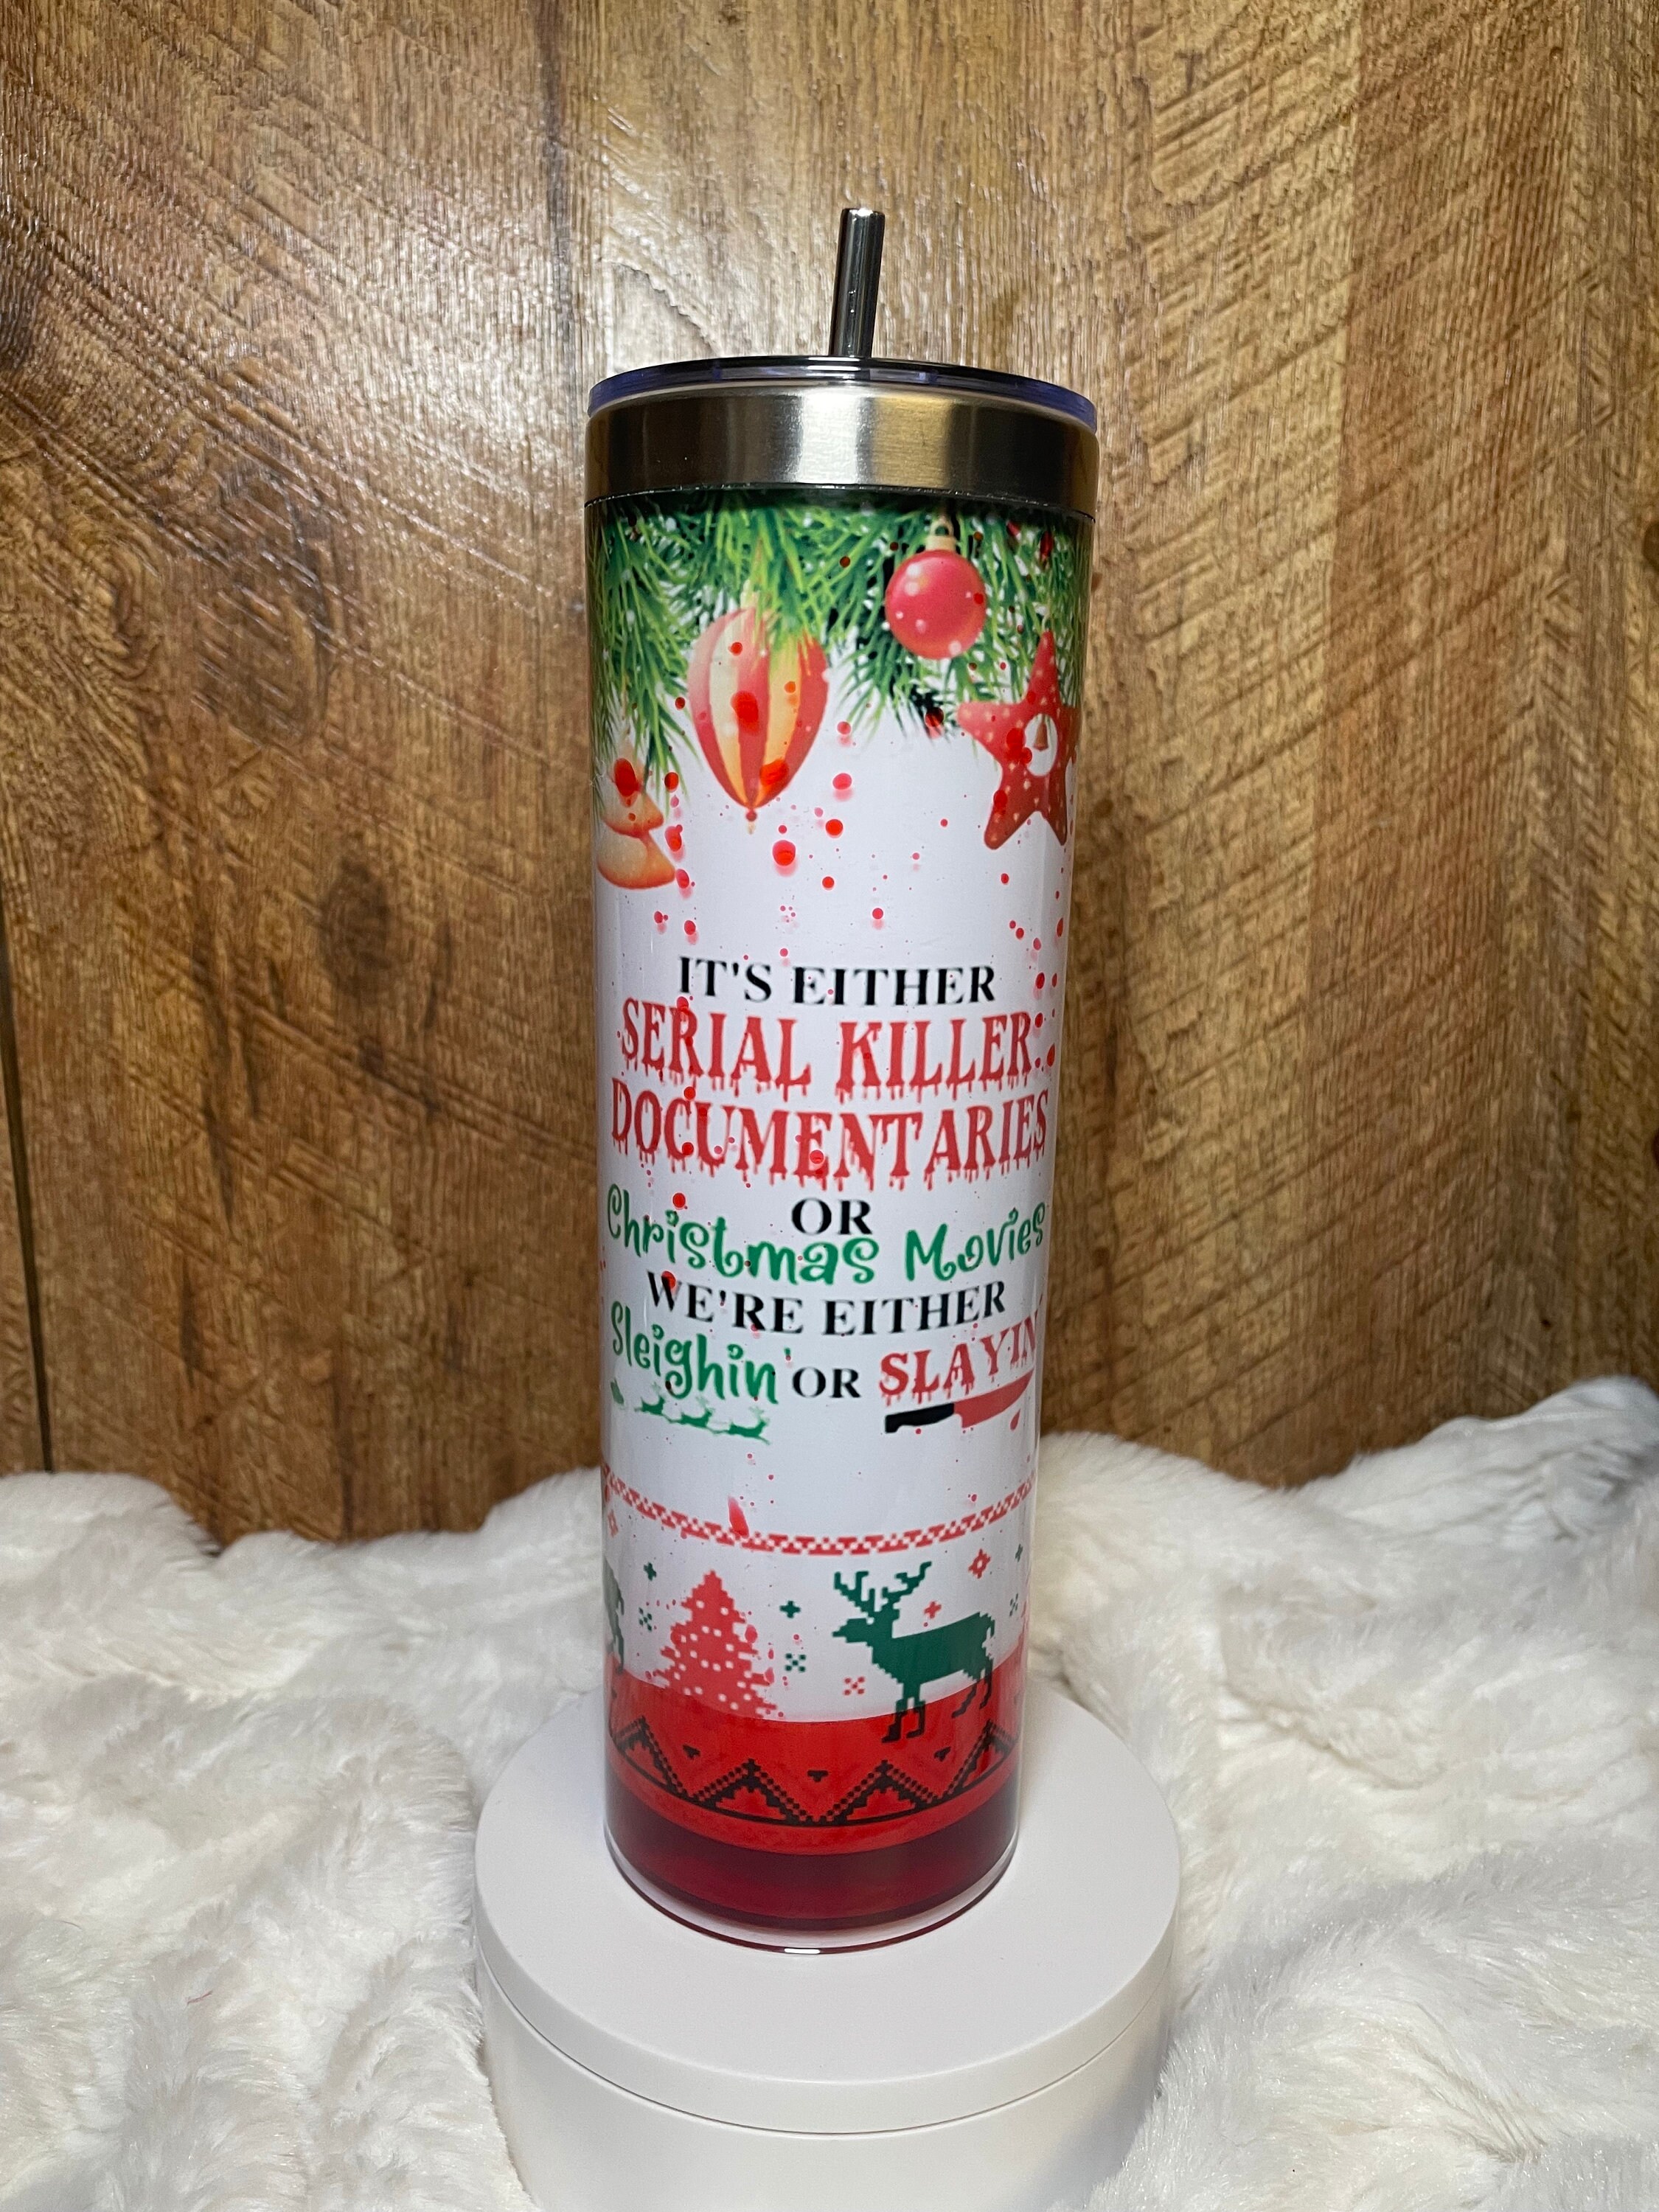 IT'S EITHER
SERIAL KILLER
DOCUMENTARIES
OR
Christmas Movies
WE'RE EITHER
Sleighin' OR SLAYIN'